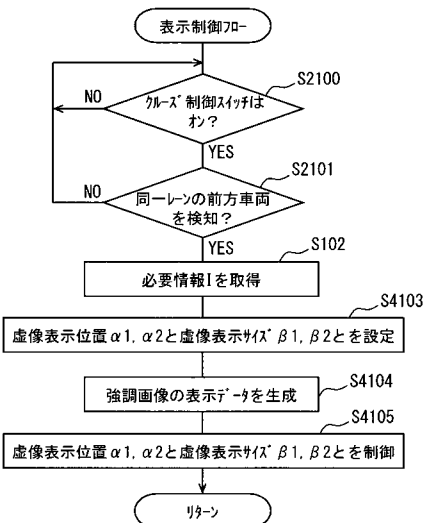 表示制御フロー
S2100
クルーズ制御スイッチは
オン?
NO
YES
S2101
同一レーンの前方車両
を検知?
NO
YES
S102
必要情報Iを取得
S4103
虚像表示位置α1, α2と虚像表示サイズβ1, β2とを設定
S4104
強調画像の表示データを生成
S4105
虚像表示位置α1, α2と虚像表示サイズβ1, β2とを制御
リターン